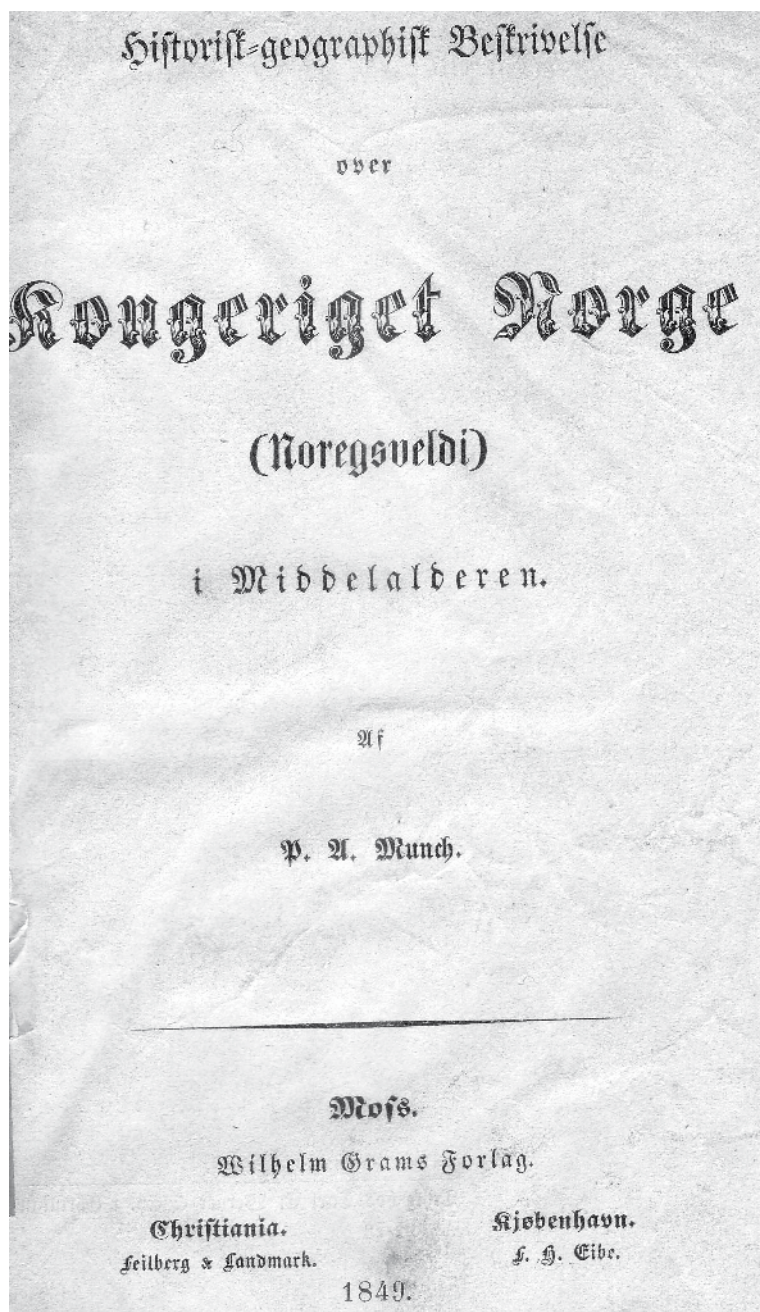 Historisk-geographisk Beskrivelse
over
Kongeriget Norge
(Noregsveldi)
i Middelalderen.
Af
P. A. Munch.
Moss.
Wilhelm Grams Forlag.
Christiania.
Feilberg & Landmark.
Kjøbenhavn.
F. H. Eibe.
1849.